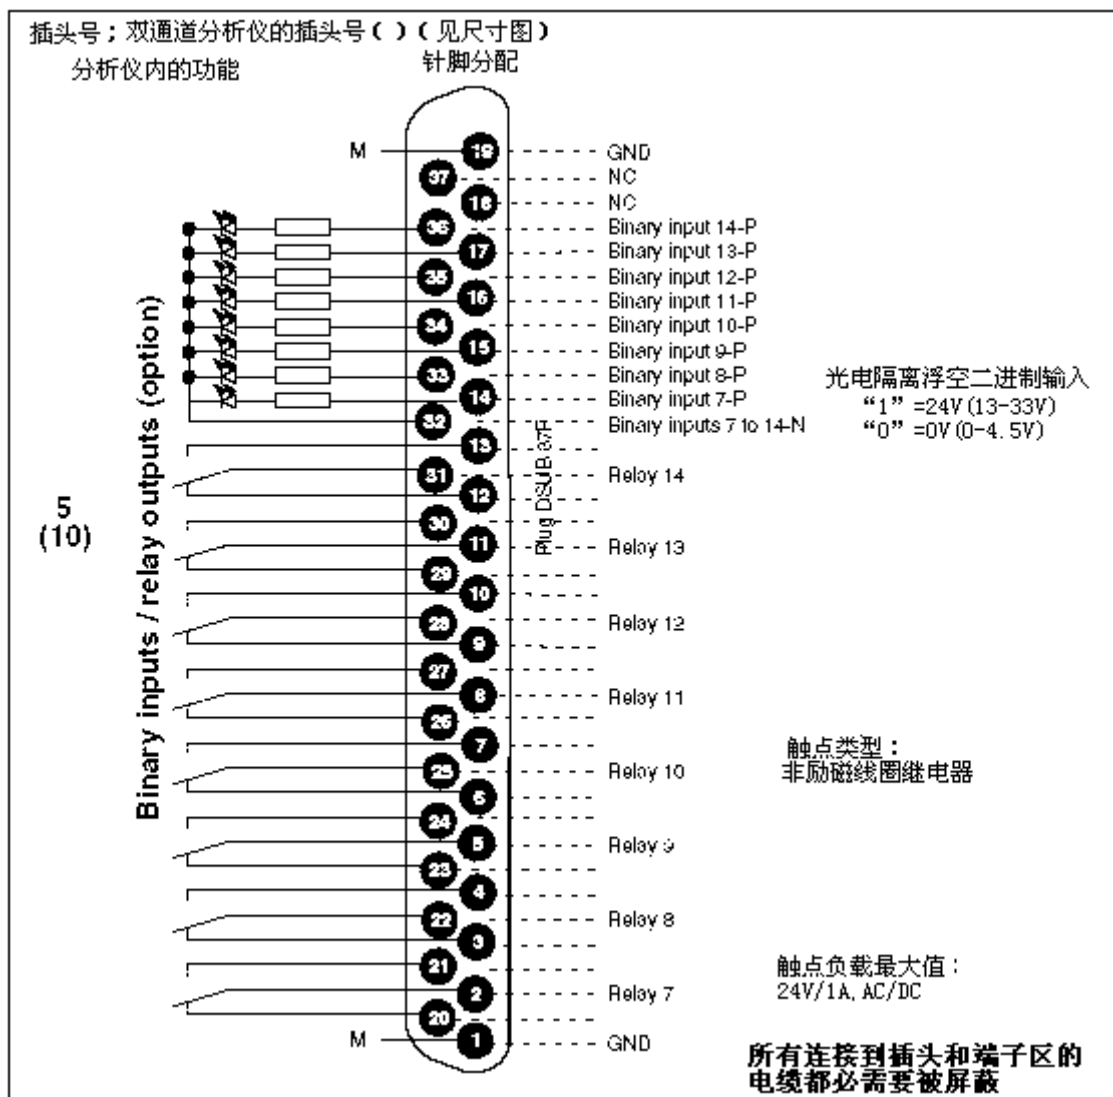 插头号；双通道分析仪的插头号（）（见尺寸图）
分析仪内的功能
针脚分配
M
19
GND
37
NC
18
NC
36
Binary input 14-P
17
Binary input 13-P
35
Binary input 12-P
16
Binary input 11-P
34
Binary input 10-P
15
Binary input 9-P
33
Binary input 8-P
14
Binary input 7-P
32
Binary inputs 7 to 14-N
光电隔离浮空二进制输入
“1”=24V(13-33V)
“0”=0V(0-4.5V)
13
31
Relay 14
12
Plug DSUB 37F
5
(10)
Binary inputs / relay outputs (option)
30
11
Relay 13
29
10
28
Relay 12
9
27
8
Relay 11
26
7
25
Relay 10
6
触点类型：
非励磁线圈继电器
24
5
Relay 9
23
4
22
Relay 8
3
21
2
Relay 7
20
触点负载最大值：
24V/1A, AC/DC
M
1
GND
所有连接到插头和端子区的
电缆都必需要被屏蔽